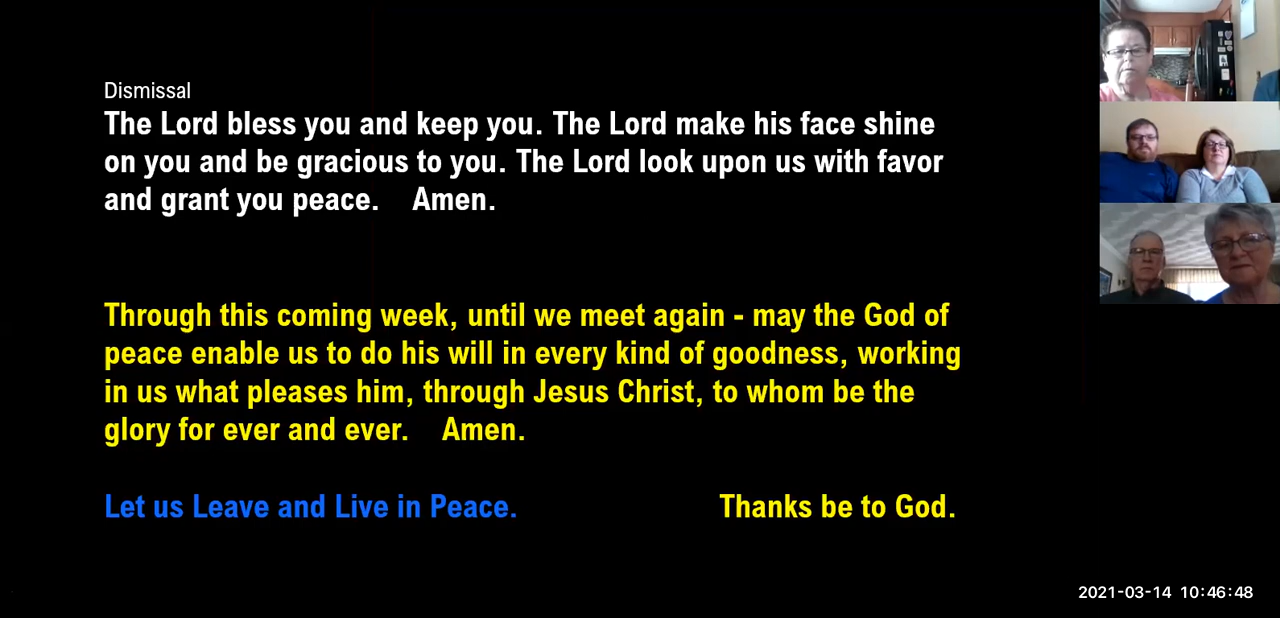 Dismissal
The Lord bless you and keep you. The Lord make his face shine
on you and be gracious to you. The Lord look upon us with favor
and grant you peace. Amen.
Through this coming week, until we meet again - may the God of
peace enable us to do his will in every kind of goodness, working
in us what pleases him, through Jesus Christ, to whom be the
glory for ever and ever. Amen.
Let us Leave and Live in Peace. Thanks be to God.
2021-03-14 10:46:48